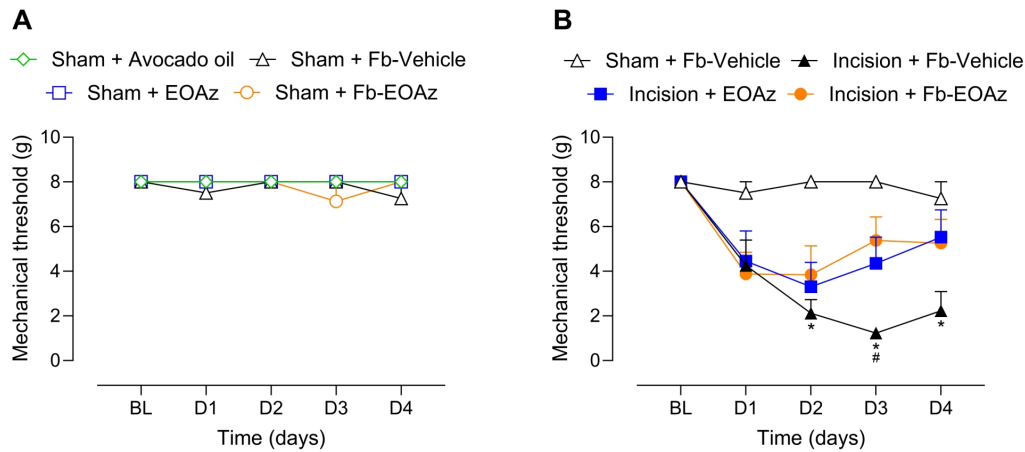 A
Sham + Avocado oil Sham + Fb-Vehicle
Sham + EOAz Sham + Fb-EOAz
Mechanical threshold (g)
10
8
6
4
2
0
BL D1 D2 D3 D4
Time (days)
B
Sham + Fb-Vehicle Incision + Fb-Vehicle
Incision + EOAz Incision + Fb-EOAz
Mechanical threshold (g)
10
8
6
4
2
0
* * *
#
BL D1 D2 D3 D4
Time (days)